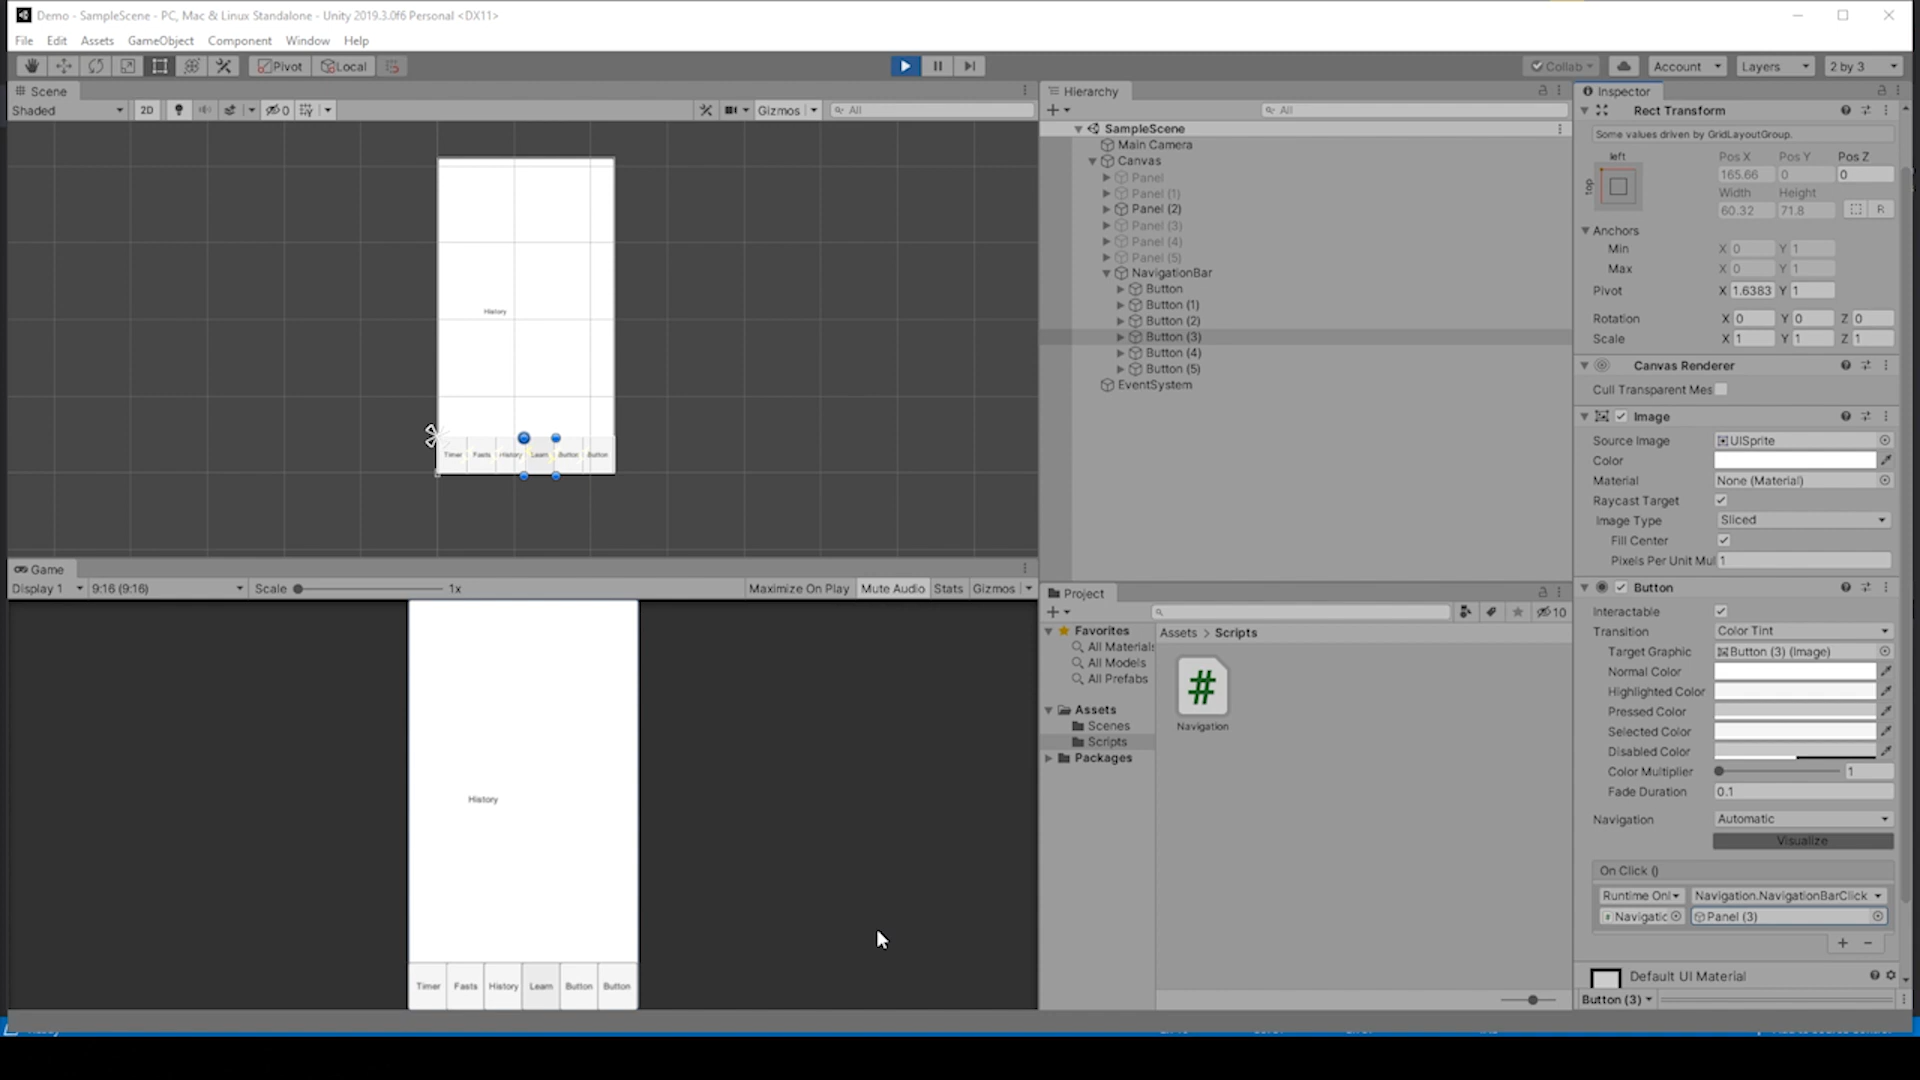 Demo - SampleScene - PC, Mac & Linux Standalone - Unity 2019.3.0f6 Personal <DX11>
File Edit Assets GameObject Component Window Help
Pivot Local Collab Account Layers 2 by 3
Scene
Shaded 2D 0 Gizmos All
History
Timer Fasts History Learn Button Button
Game
Display 1 9:16 (9:16) Scale 1x Maximize On Play Mute Audio Stats Gizmos
History
Timer Fasts History Learn Button Button
Hierarchy
All
SampleScene
Main Camera
Canvas
Panel
Panel (1)
Panel (2)
Panel (3)
Panel (4)
Panel (5)
NavigationBar
Button
Button (1)
Button (2)
Button (3)
Button (4)
Button (5)
EventSystem
Project
10
Favorites
All Materials
All Models
All Prefabs
Assets
Scenes
Scripts
Packages
Assets > Scripts
#
Navigation
Inspector
Rect Transform
Some values driven by GridLayoutGroup.
left
top
Pos X Pos Y Pos Z
165.66 0 0
Width Height
60.32 71.8 R
Anchors
Min X 0 Y 1
Max X 0 Y 1
Pivot X 1.6383 Y 1
Rotation X 0 Y 0 Z 0
Scale X 1 Y 1 Z 1
Canvas Renderer
Cull Transparent Mes
Image
Source Image UISprite
Color
Material None (Material)
Raycast Target
Image Type Sliced
Fill Center
Pixels Per Unit Mul 1
Button
Interactable
Transition Color Tint
Target Graphic Button (3) (Image)
Normal Color
Highlighted Color
Pressed Color
Selected Color
Disabled Color
Color Multiplier 1
Fade Duration 0.1
Navigation Automatic
Visualize
On Click ()
Runtime Onl Navigation.NavigationBarClick
Navigatic Panel (3)
+ -
Default UI Material
Button (3)